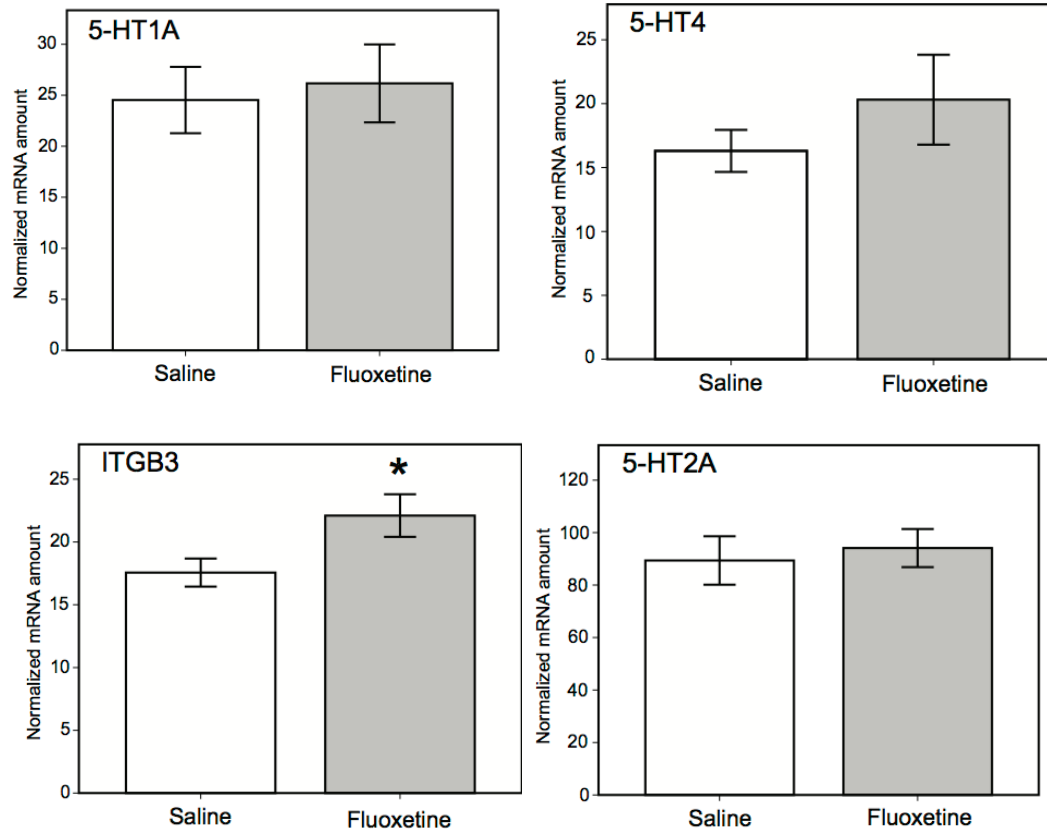 5-HT1A
Normalized mRNA amount
30
25
20
15
10
5
0
Saline
Fluoxetine
5-HT4
Normalized mRNA amount
25
20
15
10
5
0
Saline
Fluoxetine
ITGB3
*
Normalized mRNA amount
25
20
15
10
5
0
Saline
Fluoxetine
5-HT2A
Normalized mRNA amount
120
100
80
60
40
20
0
Saline
Fluoxetine